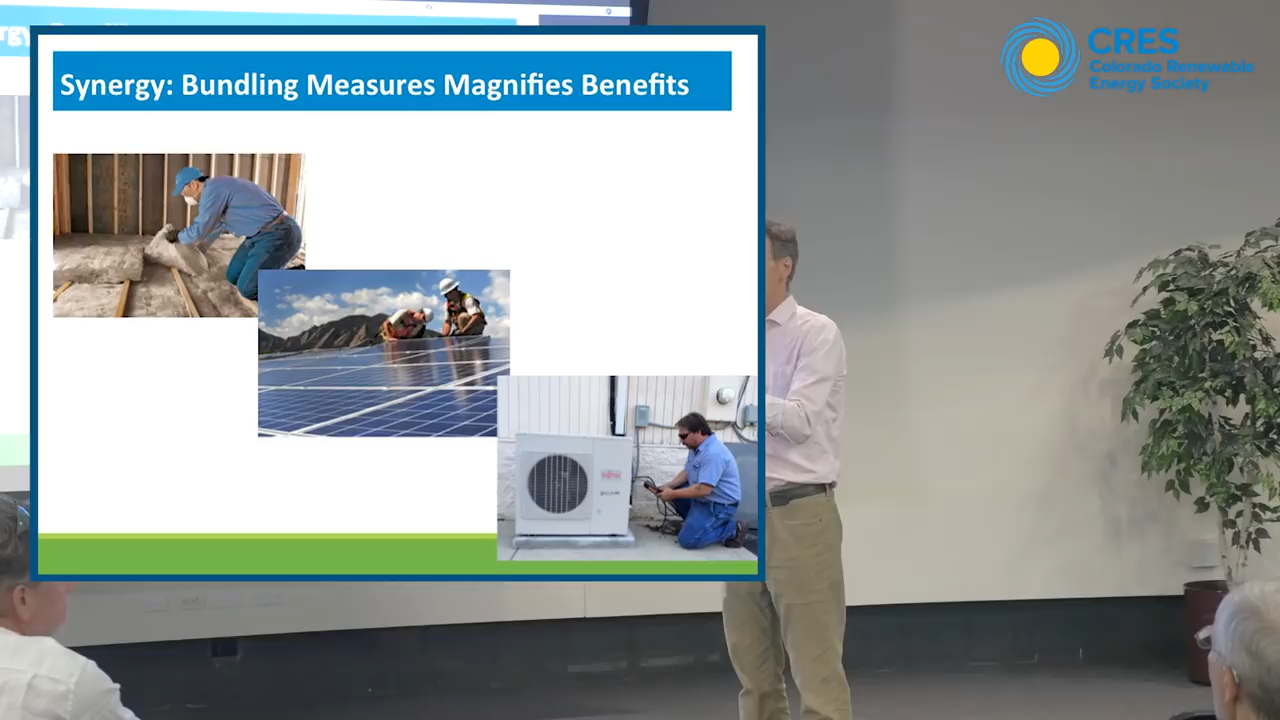 Synergy: Bundling Measures Magnifies Benefits
CRES
Colorado Renewable
Energy Society